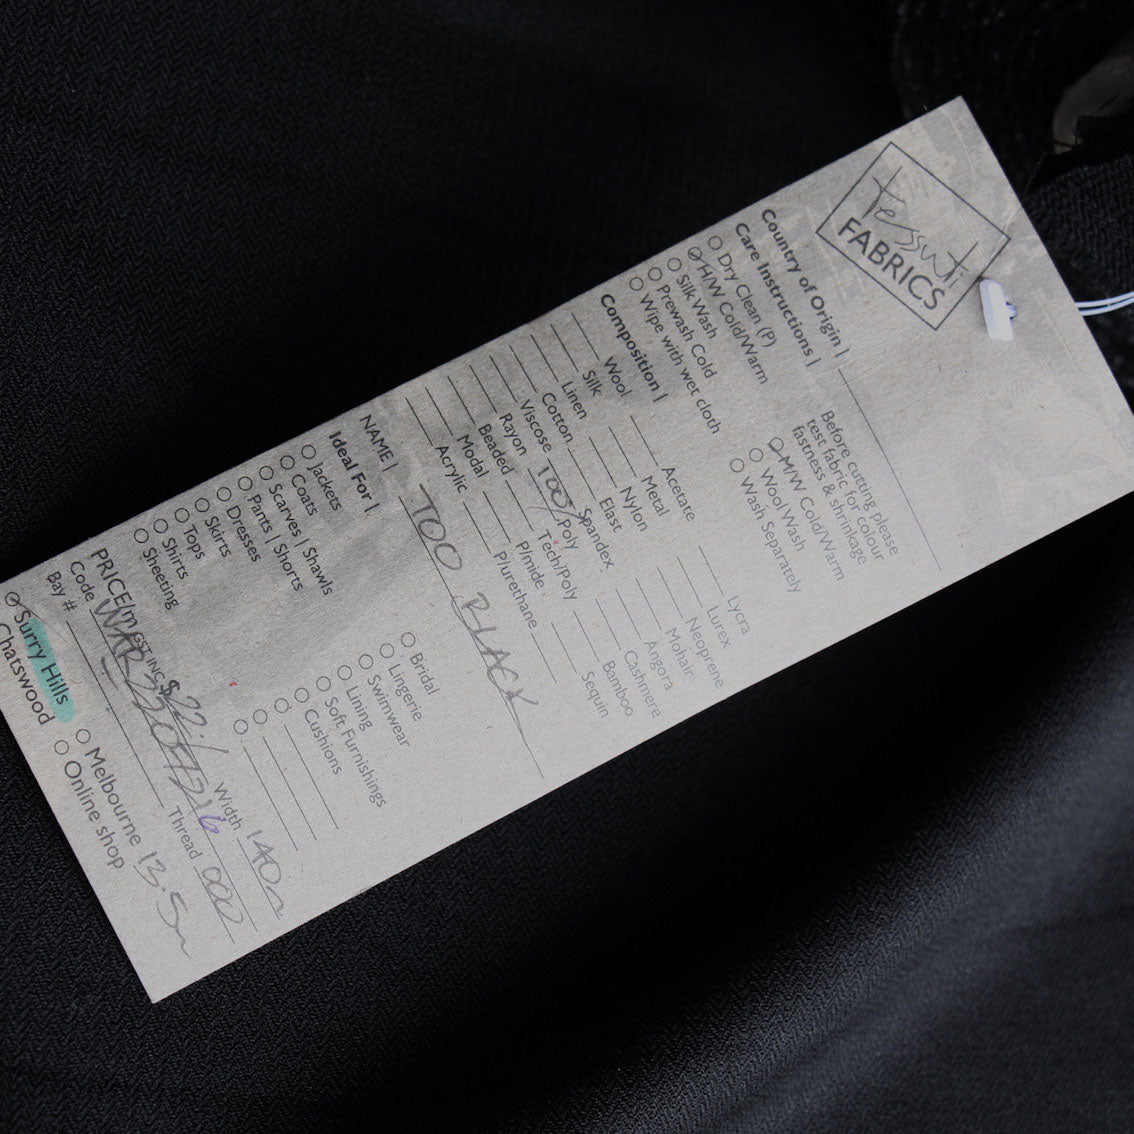 tessuti
FABRICS
Country of Origin |
Care Instructions |
Dry Clean (P)
H/W Cold/Warm
Silk Wash
Prewash Cold
Wipe with wet cloth
Before cutting please
test fabric for colour
fastness & shrinkage
M/W Cold/Warm
Wool Wash
Wash Separately
Composition |
Wool
Silk
Linen
Cotton
Viscose
Rayon
Beaded
Modal
Acrylic
Acetate
Metal
Nylon
Elast
Spandex
100% Poly
Tech/Poly
P/mide
P/urethane
Lycra
Lurex
Neoprene
Mohair
Angora
Cashmere
Bamboo
Sequin
NAME | TOO BLACK
Ideal For |
Jackets
Coats
Scarves | Shawls
Pants | Shorts
Dresses
Skirts
Tops
Shirts
Sheeting
Bridal
Lingerie
Swimwear
Lining
Soft Furnishings
Cushions
PRICE/m GST INC $22.- Width 140
Code Thread 000
Bay #
Surry Hills Melbourne 13.5m
Chatswood Online shop